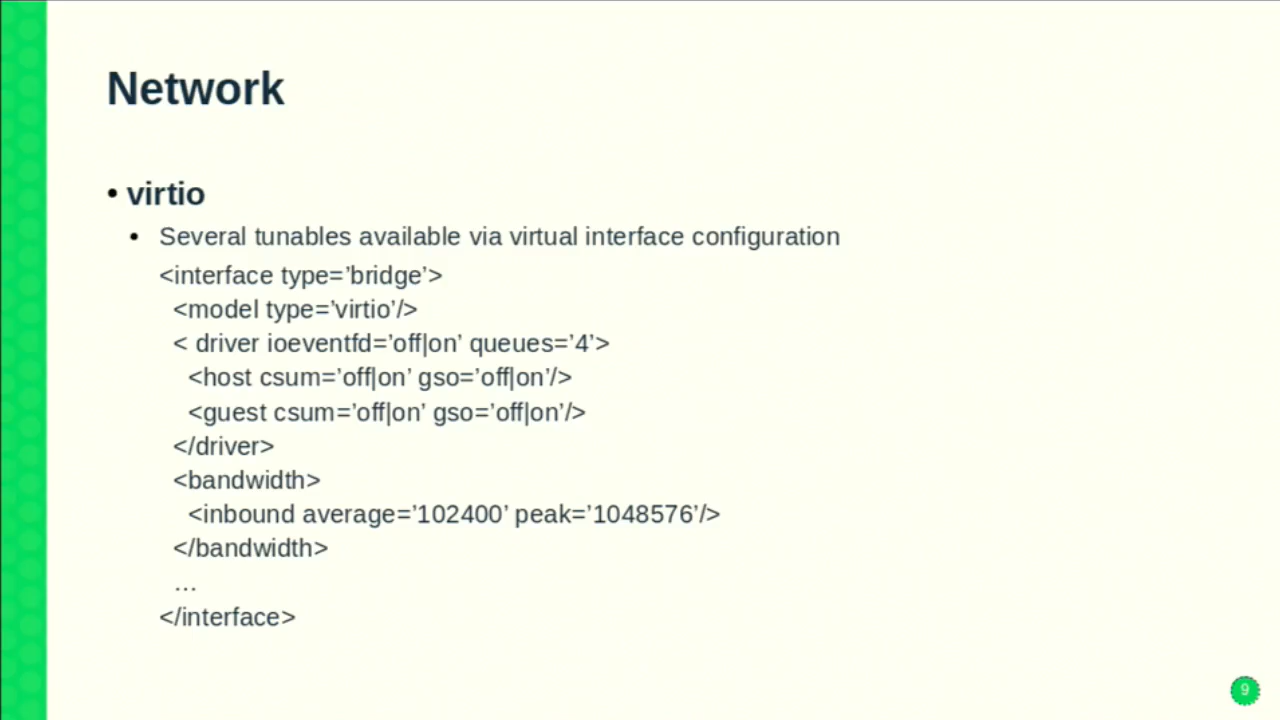 Network
• virtio
• Several tunables available via virtual interface configuration
<interface type=’bridge’>
<model type=’virtio’/>
< driver ioeventfd=’off|on’ queues=’4’>
<host csum=’off|on’ gso=’off|on’/>
<guest csum=’off|on’ gso=’off|on’/>
</driver>
<bandwidth>
<inbound average=’102400’ peak=’1048576’/>
</bandwidth>
…
</interface>
9